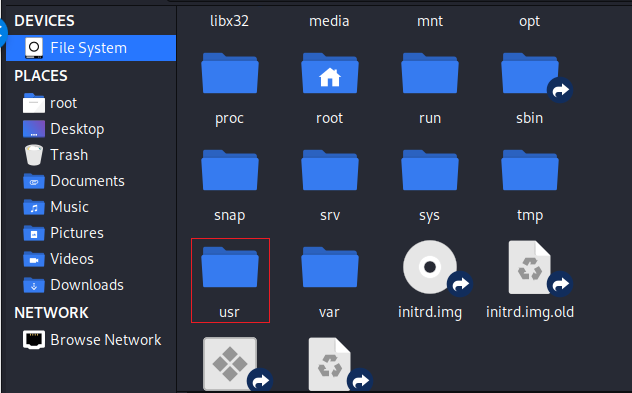 DEVICES
File System
PLACES
root
Desktop
Trash
Documents
Music
Pictures
Videos
Downloads
NETWORK
Browse Network
libx32 media mnt opt
proc root run sbin
snap srv sys tmp
usr var initrd.img initrd.img.old